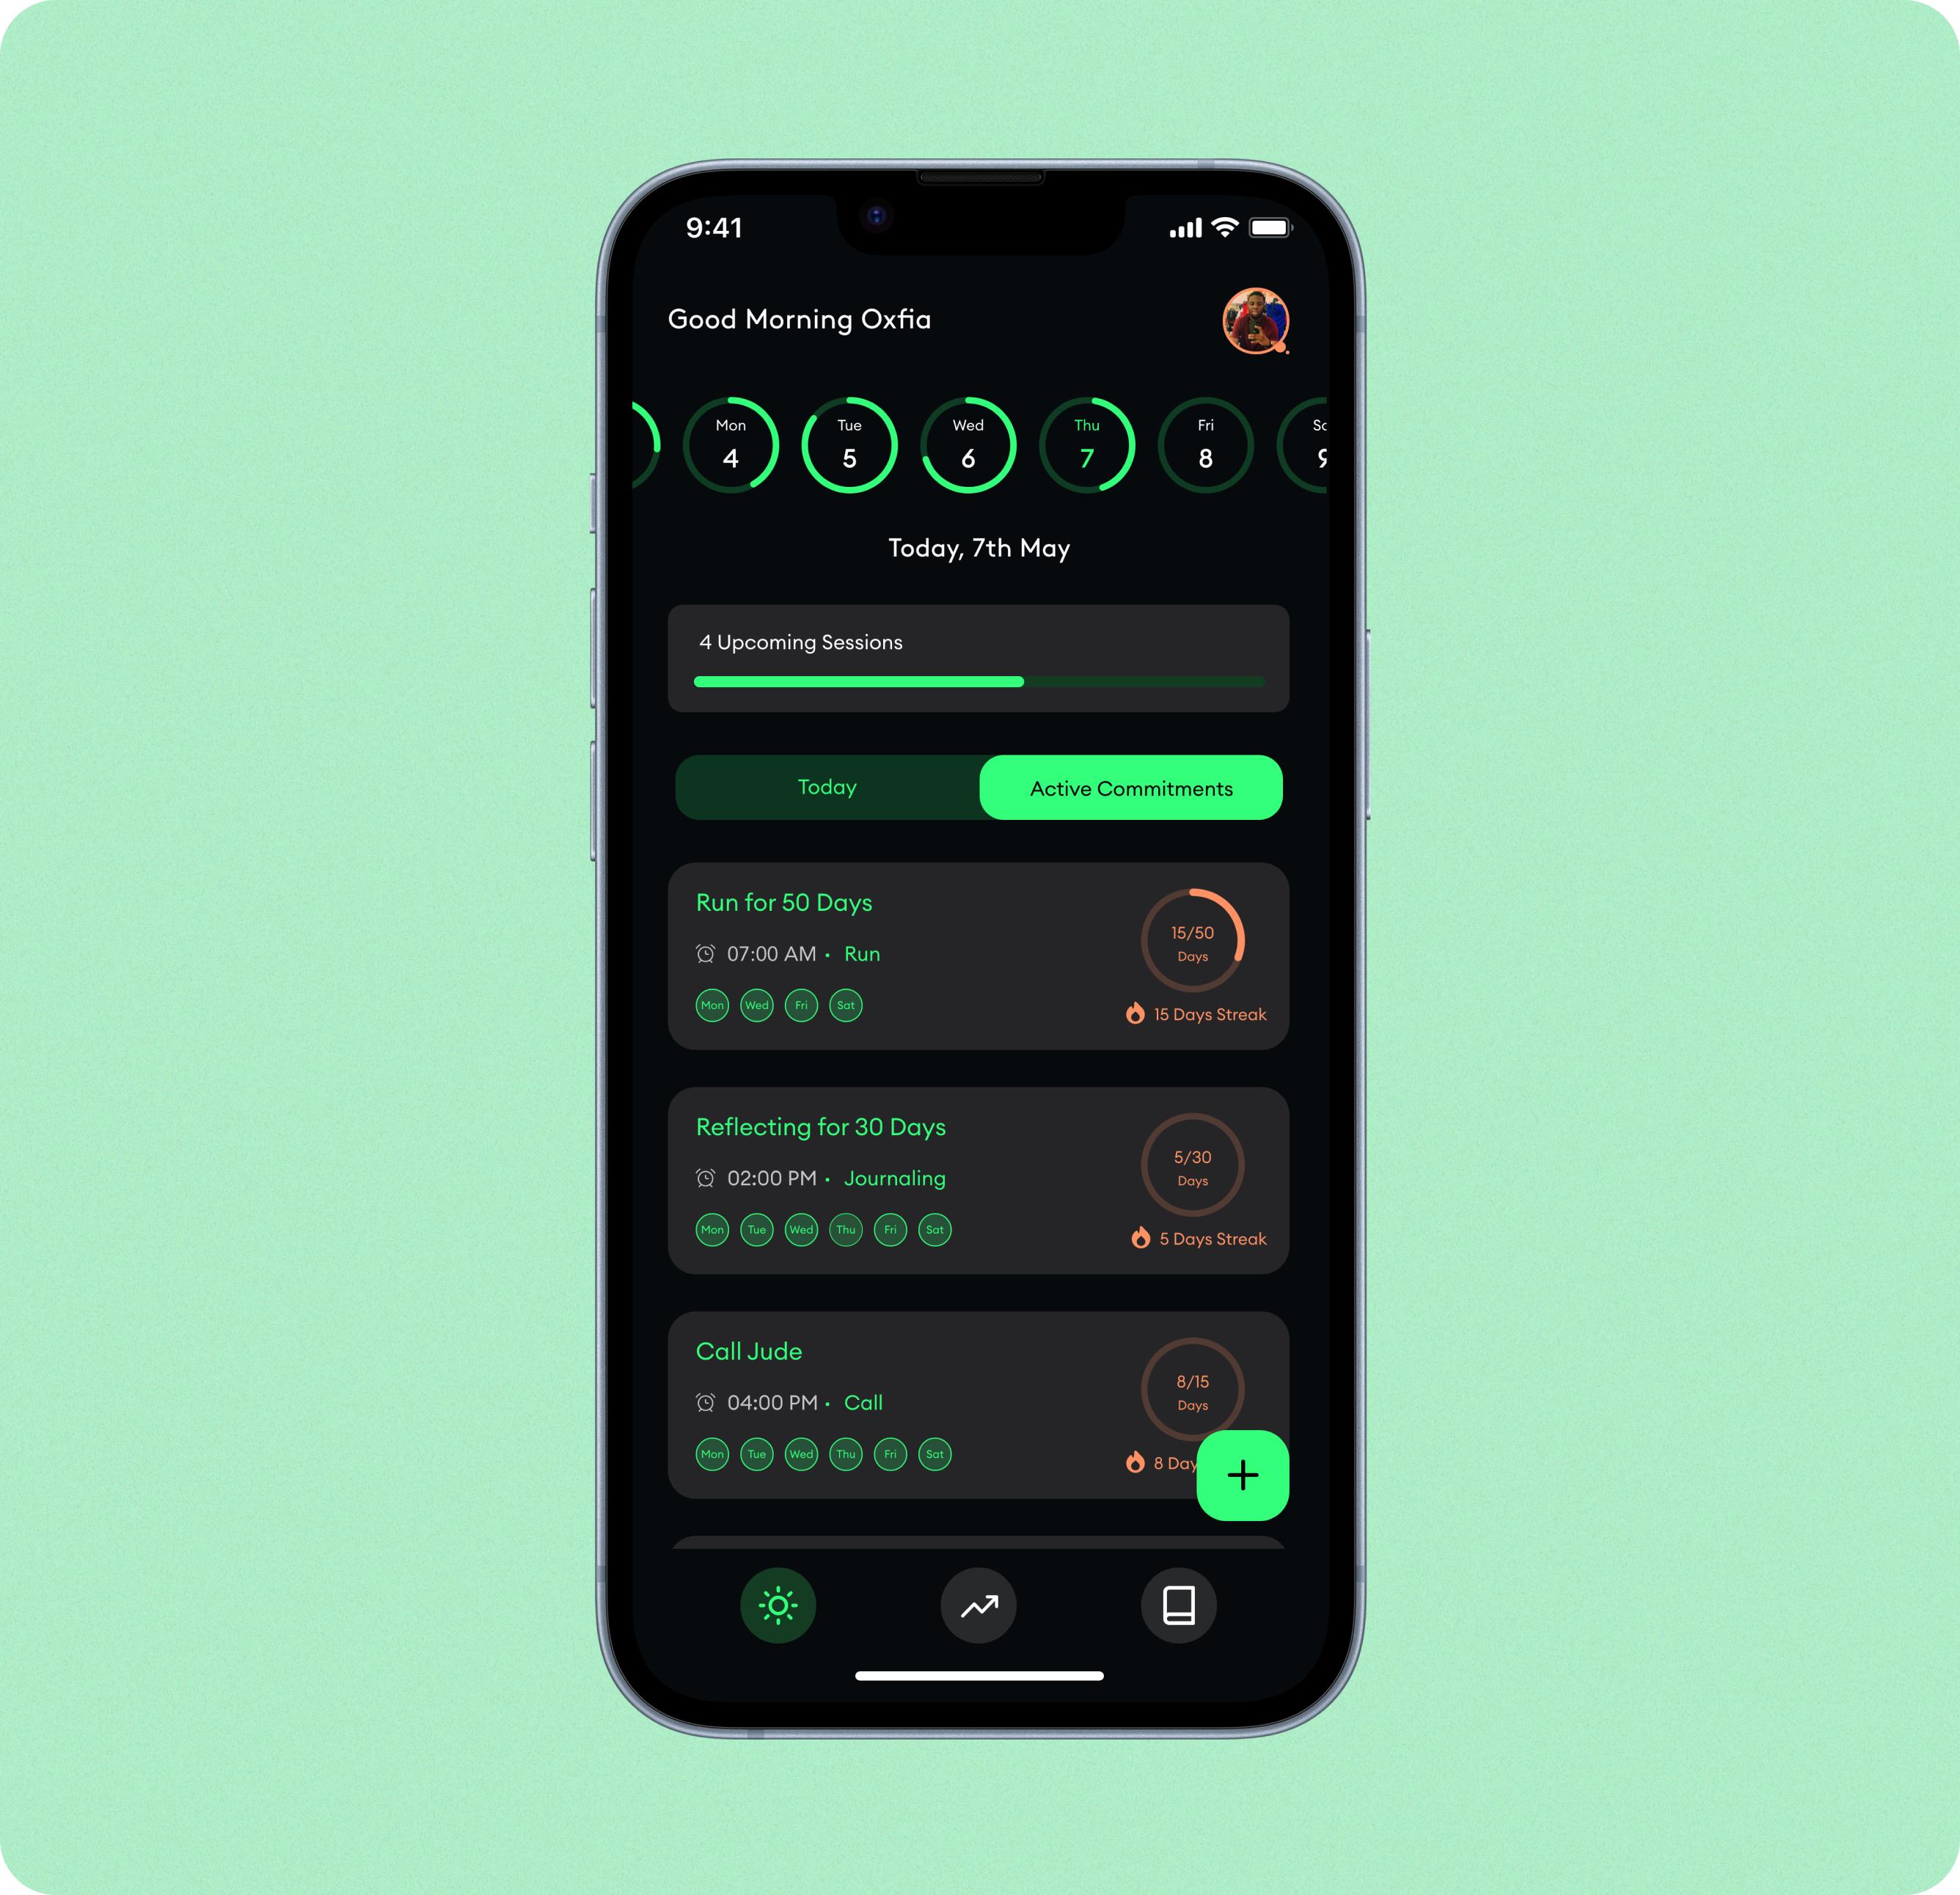 9:41
Good Morning Oxfia
Mon Tue Wed Thu Fri
4 5 6 7 8 9
Today, 7th May
4 Upcoming Sessions
Today Active Commitments
Run for 50 Days
15/50
Days
07:00 AM • Run
Mon Wed Fri Sat
15 Days Streak
Reflecting for 30 Days
5/30
Days
02:00 PM • Journaling
Mon Tue Wed Thu Fri Sat
5 Days Streak
Call Jude
8/15
Days
04:00 PM • Call
Mon Tue Wed Thu Fri Sat
8 Day